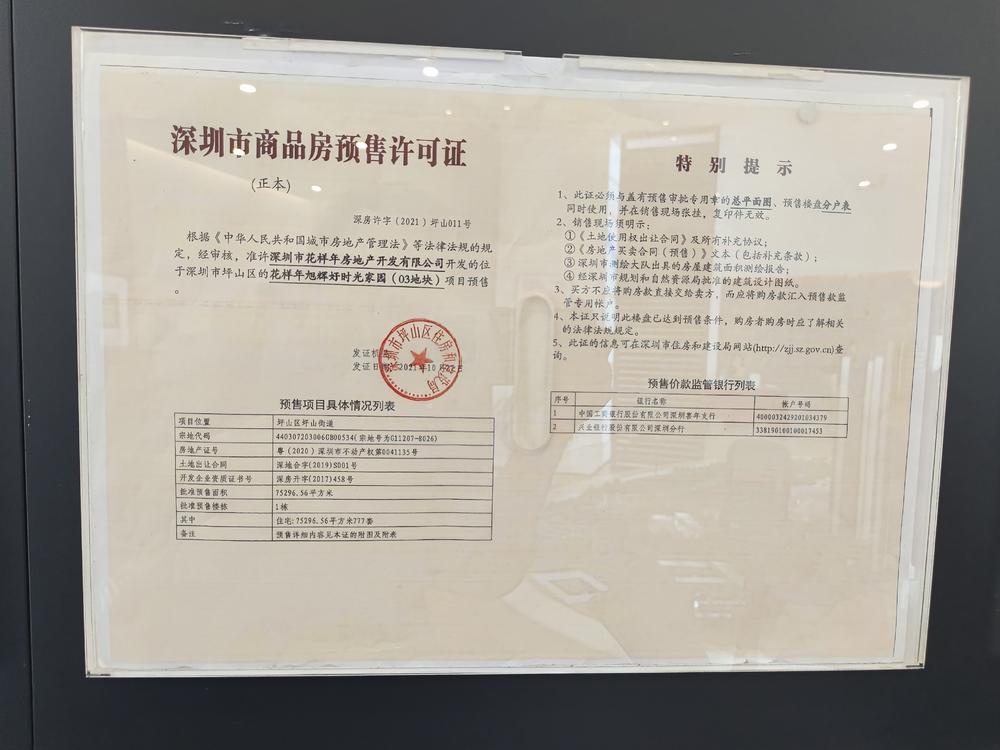 深圳市商品房预售许可证
(正本)
深房许字（2021）坪山011号
根据《中华人民共和国城市房地产管理法》等法律法规的规
定，经审核，准许深圳市花样年房地产开发有限公司开发的位
于深圳市坪山区的花样年旭辉好时光家园（03地块）项目预售
。
发证机
发证日期：2021年10月
深圳市坪山区住房和建设局
预售项目具体情况列表
项目位置 坪山区坪山街道
宗地代码 440307203006GB00534(宗地号为G11207-8026)
房地产证号 粤（2020）深圳市不动产权第0041135号
土地出让合同 深地合字(2019)S001号
开发企业资质证书号 深房开字(2017)458号
批准预售面积 75296.56平方米
批准预售楼栋 1栋
其中 住宅:75296.56平方米777套
备注 预售详细内容见本证的附图及附表
特别提示
1、此证必须与盖有预售审批专用章的总平面图、预售楼盘分户表
同时使用，并在销售现场张挂，复印件无效。
2、销售现场须明示：
①《土地使用权出让合同》及所有补充协议；
②《房地产买卖合同（预售）》文本（包括补充条款）；
③深圳市测绘大队出具的房屋建筑面积测绘报告；
④经深圳市规划和自然资源局批准的建筑设计图纸。
3、买方不应将购房款直接交给卖方，而应将购房款汇入预售款监
管专用帐户。
4、本证只说明此楼盘已达到预售条件，购房者购房时应了解相关
的法律法规规定。
5、此证的信息可在深圳市住房和建设局网站(http://zjj.sz.gov.cn)查
询。
预售价款监管银行列表
序号 银行名称 帐户号码
1 中国工商银行股份有限公司深圳喜年支行 4000032429201034379
2 兴业银行股份有限公司深圳分行 338190100100017453